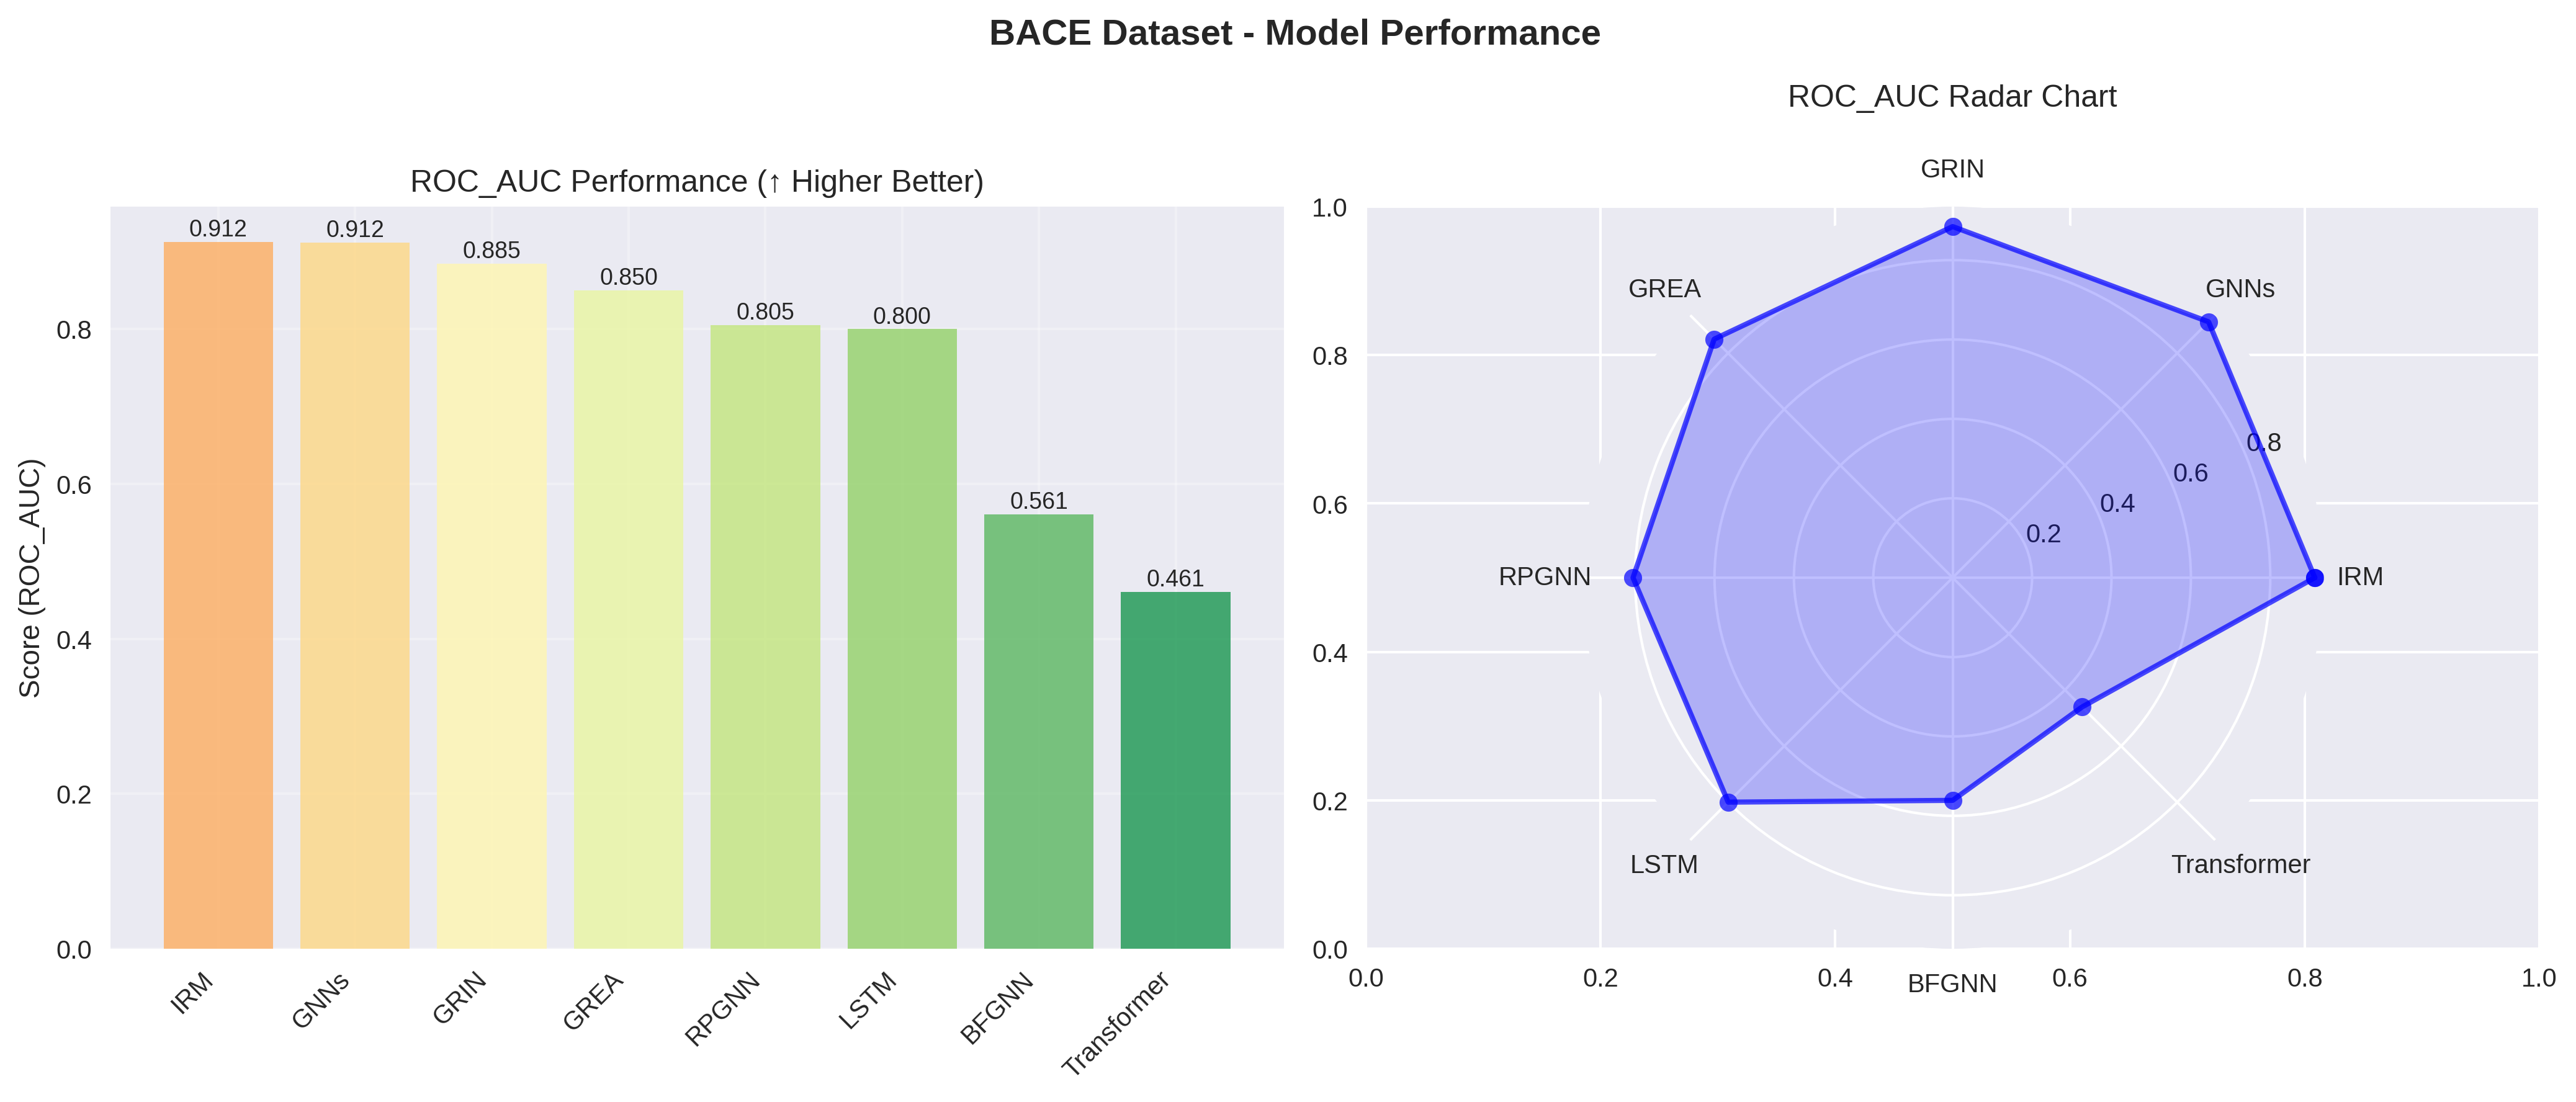 BACE Dataset - Model Performance
ROC_AUC Performance (↑ Higher Better)
Score (ROC_AUC)
0.8
0.6
0.4
0.2
0.0
0.912
0.912
0.885
0.850
0.805
0.800
0.561
0.461
IRM
GNNs
GRIN
GREA
RPGNN
LSTM
BFGNN
Transformer
ROC_AUC Radar Chart
1.0
0.8
0.6
0.4
0.2
0.0
0.0
0.2
0.4
0.6
0.8
1.0
GRIN
GREA
GNNs
RPGNN
IRM
LSTM
Transformer
BFGNN
0.8
0.6
0.4
0.2